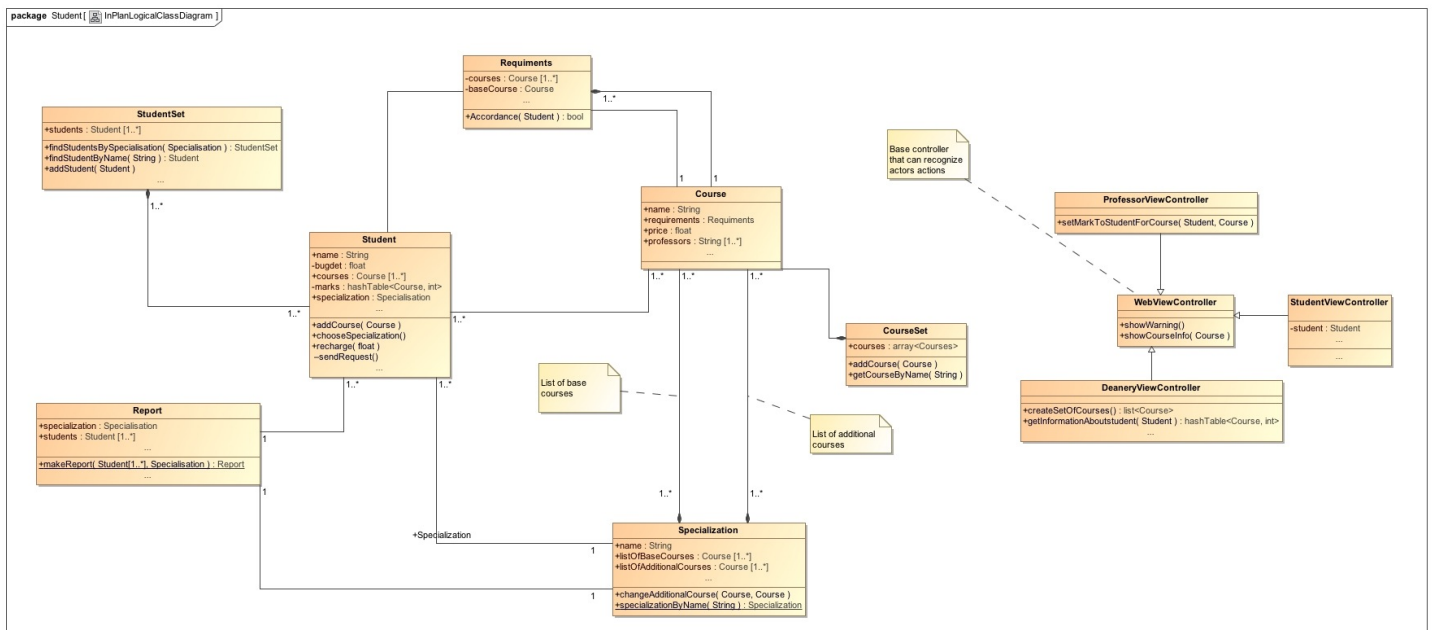 package Student[ InPlanLogicalClassDiagram ]
Requiments
-courses : Course [1..*]
-baseCourse : Course
...
+Accordance( Student ) : bool
1..*
1
1
StudentSet
+students : Student [1..*]
+findStudentsBySpecialisation( Specialisation ) : StudentSet
+findStudentByName( String ) : Student
+addStudent( Student )
...
1..*
1..*
Student
+name : String
-bugdet : float
+courses : Course [1..*]
-marks : hashTable<Course, int>
+specialization : Specialisation
...
+addCourse( Course )
+chooseSpecialization()
+recharge( float )
–sendRequest()
...
1..*
1..*
1..*
Course
+name : String
+requirements : Requiments
+price : float
+professors : String [1..*]
...
1..*
1..*
1..*
Base controller
that can recognize
actors actions
ProfessorViewController
+setMarkToStudentForCourse( Student, Course )
WebViewController
+showWarning()
+showCourseInfo( Course )
StudentViewController
-student : Student
...
...
DeaneryViewController
+createSetOfCourses() : list<Course>
+getInformationAboutstudent( Student ) : hashTable<Course, int>
...
CourseSet
+courses : array<Courses>
+addCourse( Course )
+getCourseByName( String )
List of base
courses
List of additional
courses
Report
+specialization : Specialisation
+students : Student [1..*]
...
+makeReport( Student[1..*], Specialisation ) : Report
...
1
1
+Specialization
1
1
1..*
1..*
Specialization
+name : String
+listOfBaseCourses : Course [1..*]
+listOfAdditionalCourses : Course [1..*]
...
+changeAdditionalCourse( Course, Course )
+specializationByName( String ) : Specialization